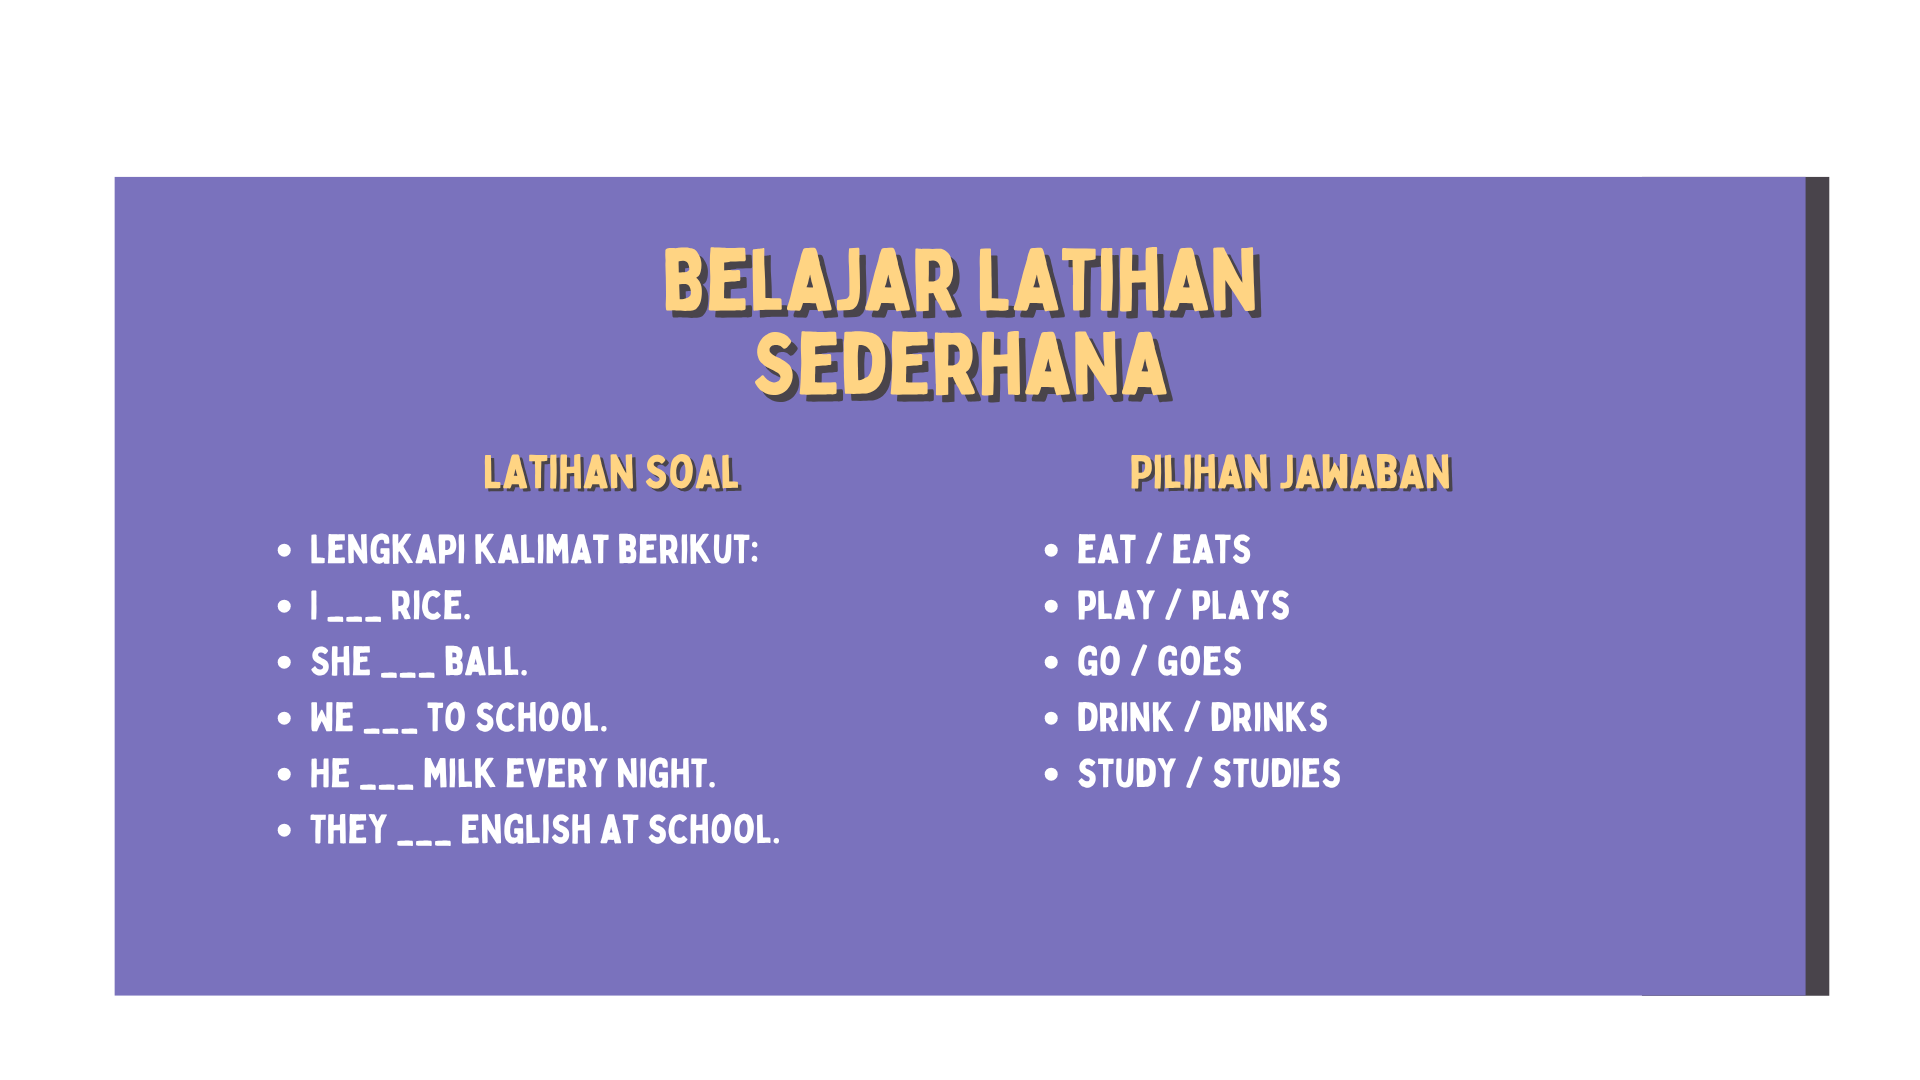 BELAJAR LATIHAN
SEDERHANA
LATIHAN SOAL
• LENGKAPI KALIMAT BERIKUT:
• I ___ RICE.
• SHE ___ BALL.
• WE ___ TO SCHOOL.
• HE ___ MILK EVERY NIGHT.
• THEY ___ ENGLISH AT SCHOOL.
PILIHAN JAWABAN
• EAT / EATS
• PLAY / PLAYS
• GO / GOES
• DRINK / DRINKS
• STUDY / STUDIES